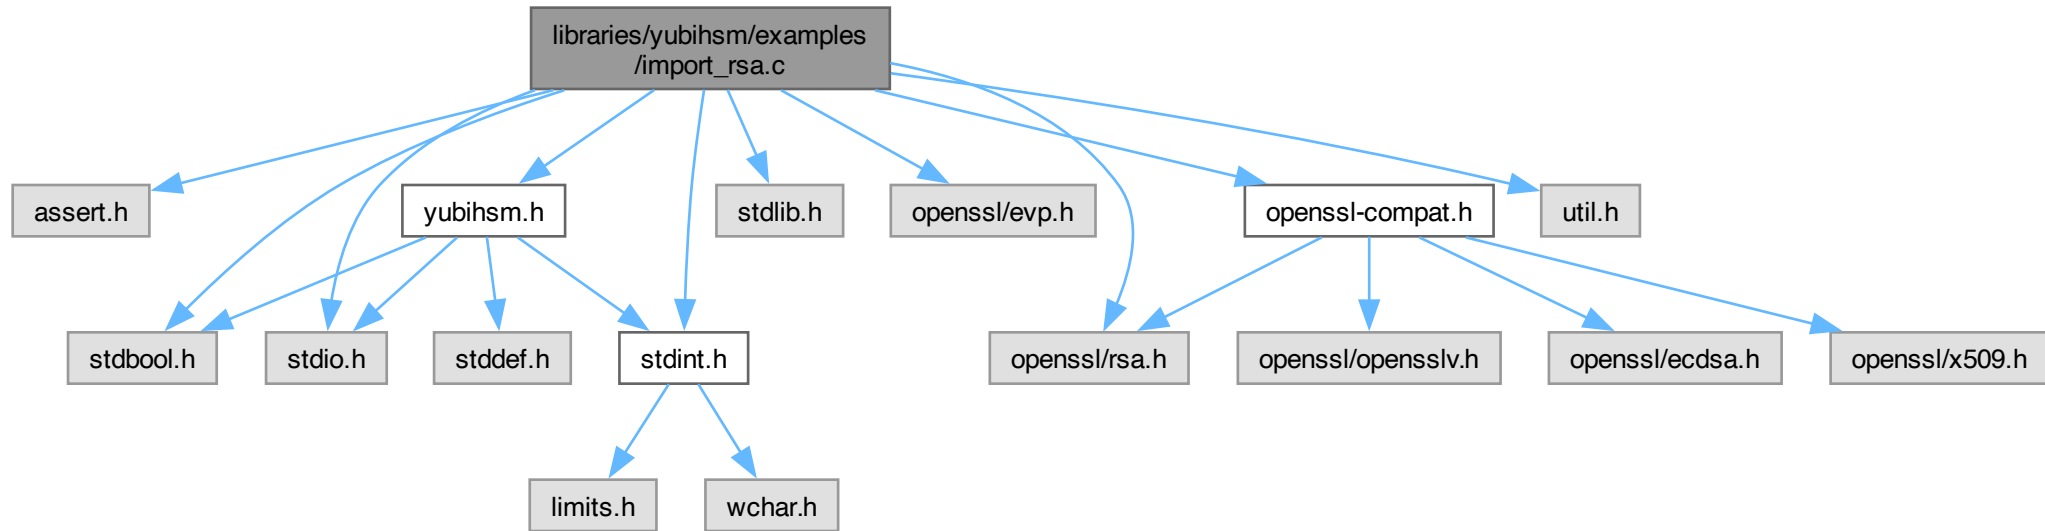 libraries/yubihsm/examples
/import_rsa.c
assert.h
yubihsm.h
stdlib.h
openssl/evp.h
openssl-compat.h
util.h
stdbool.h
stdio.h
stddef.h
stdint.h
openssl/rsa.h
openssl/opensslv.h
openssl/ecdsa.h
openssl/x509.h
limits.h
wchar.h